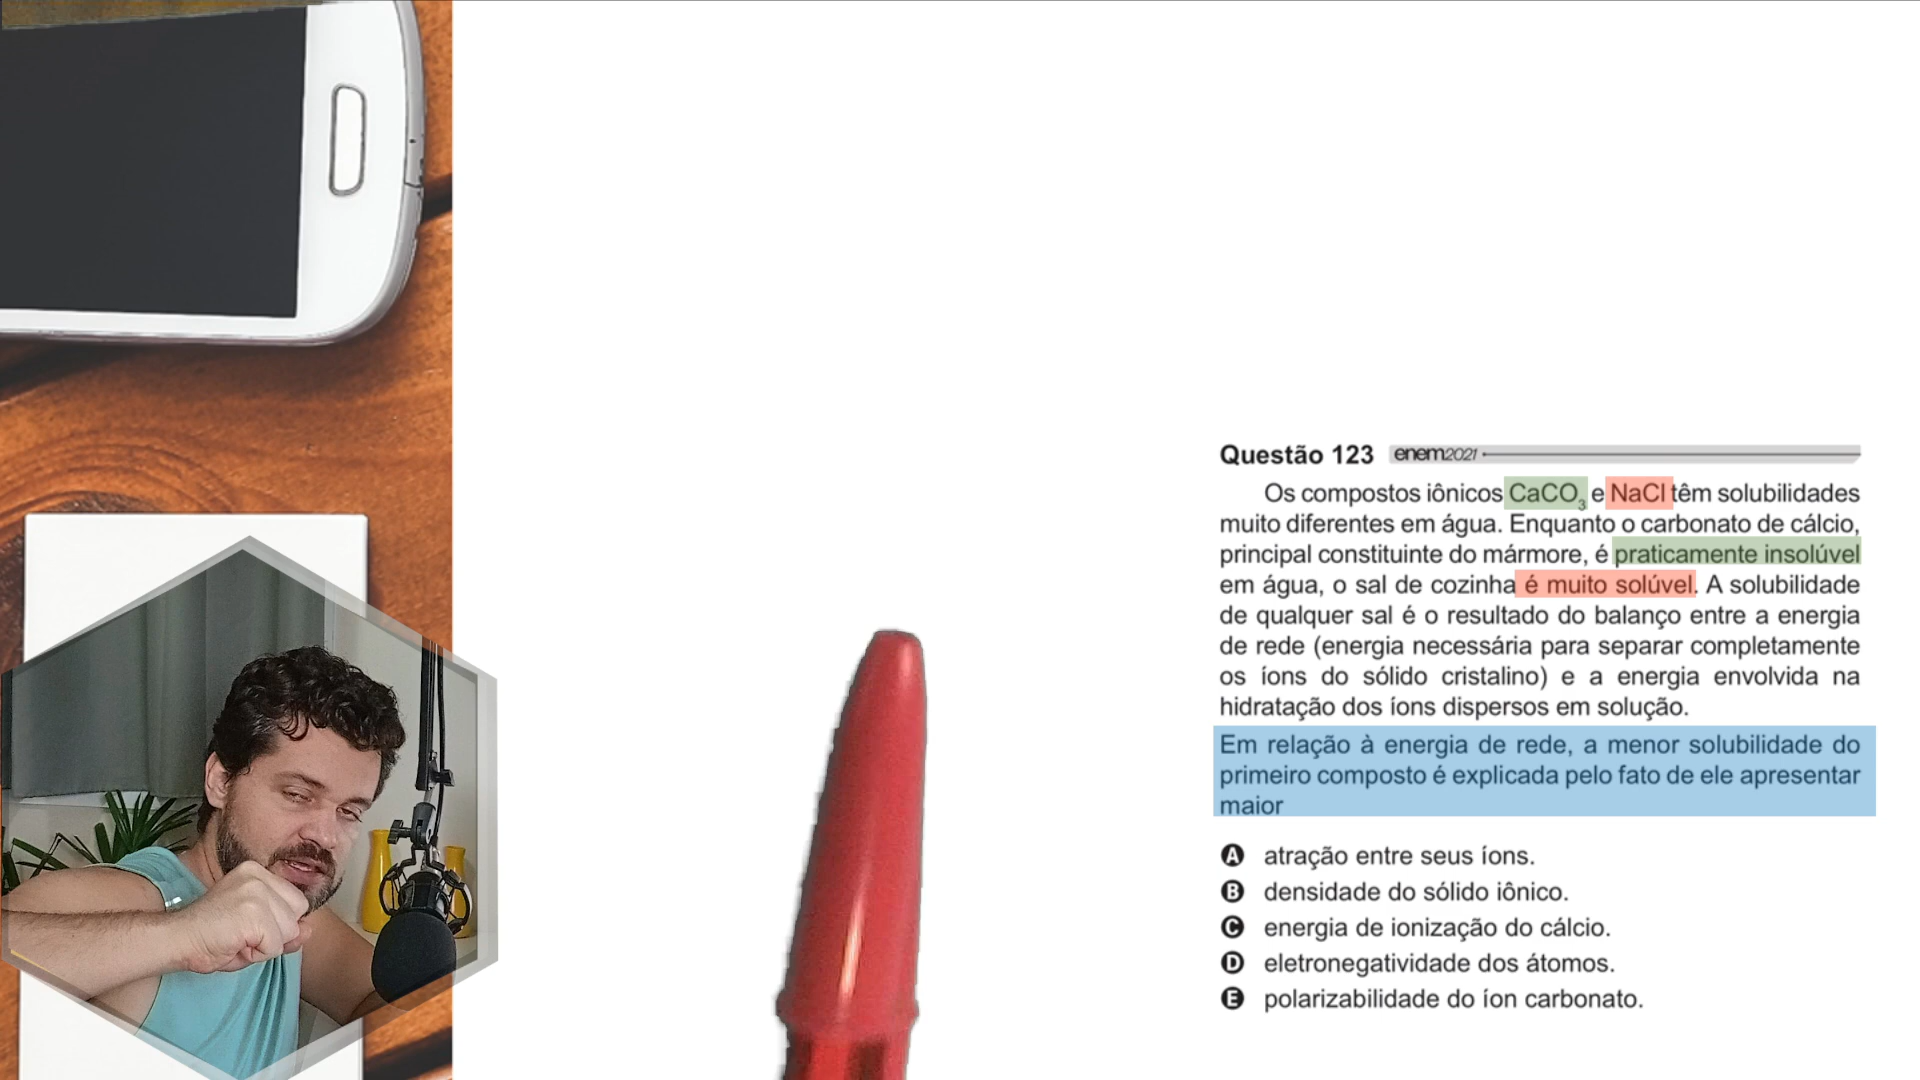 Questão 123 enem2021
Os compostos iônicos CaCO₃ e NaCl têm solubilidades
muito diferentes em água. Enquanto o carbonato de cálcio,
principal constituinte do mármore, é praticamente insolúvel
em água, o sal de cozinha é muito solúvel. A solubilidade
de qualquer sal é o resultado do balanço entre a energia
de rede (energia necessária para separar completamente
os íons do sólido cristalino) e a energia envolvida na
hidratação dos íons dispersos em solução.
Em relação à energia de rede, a menor solubilidade do
primeiro composto é explicada pelo fato de ele apresentar
maior
A atração entre seus íons.
B densidade do sólido iônico.
C energia de ionização do cálcio.
D eletronegatividade dos átomos.
E polarizabilidade do íon carbonato.